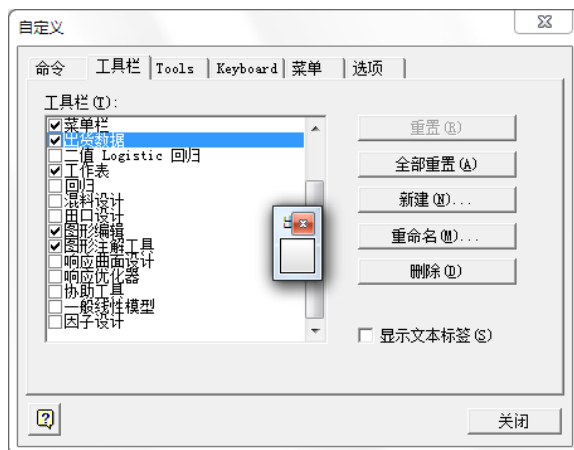 自定义
命令 工具栏 Tools Keyboard 菜单 选项
工具栏(T):
菜单栏
出货数据
二值 Logistic 回归
工作表
回归
混料设计
田口设计
图形编辑
图形注解工具
响应曲面设计
响应优化器
协助工具
一般线性模型
因子设计
出
重置(R)
全部重置(A)
新建(N)...
重命名(M)...
删除(D)
显示文本标签(S)
关闭